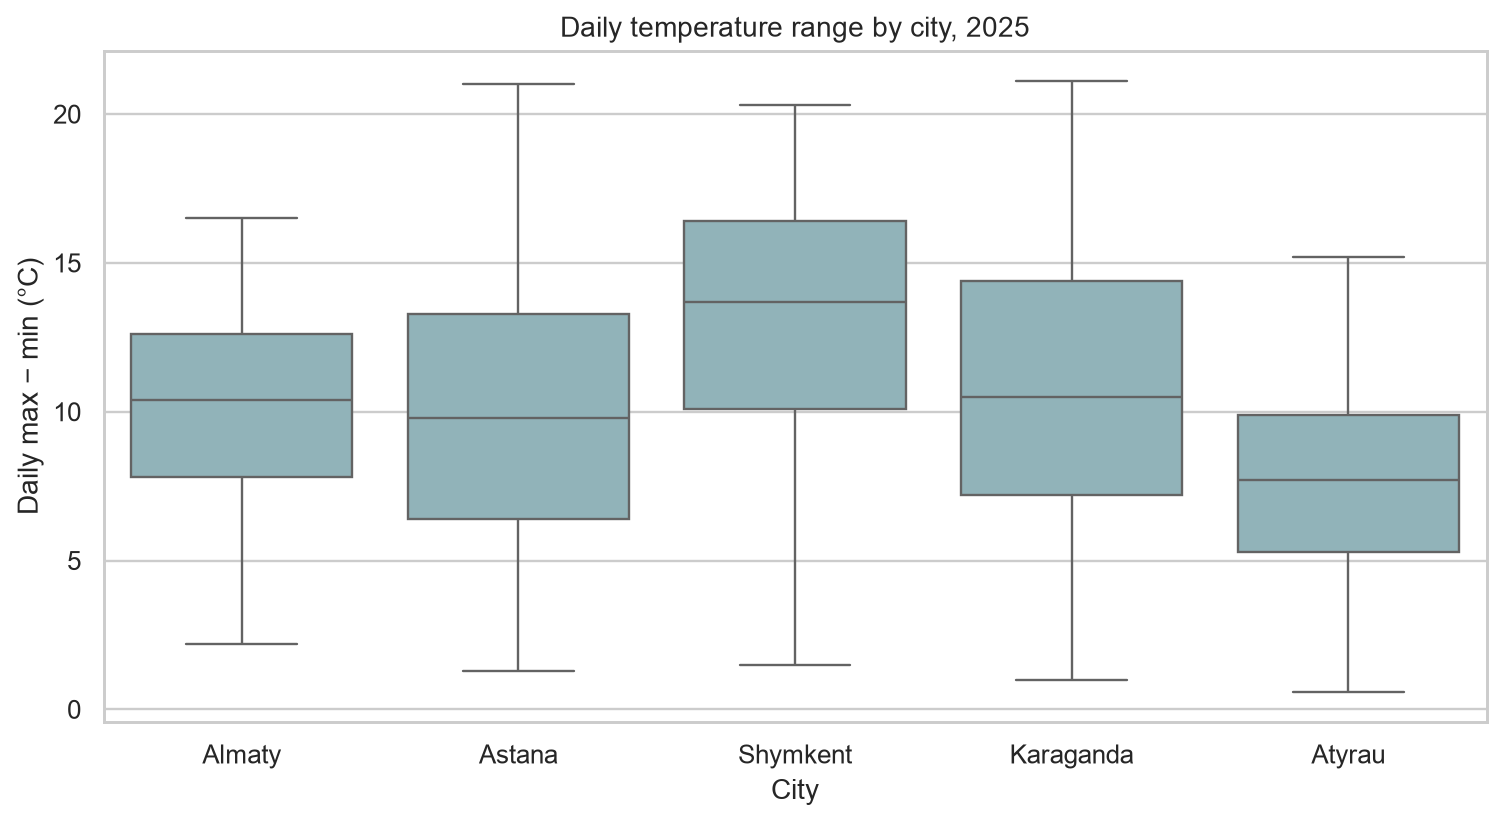 Daily temperature range by city, 2025
Daily max − min (°C)
20
15
10
5
0
Almaty
Astana
Shymkent
Karaganda
Atyrau
City